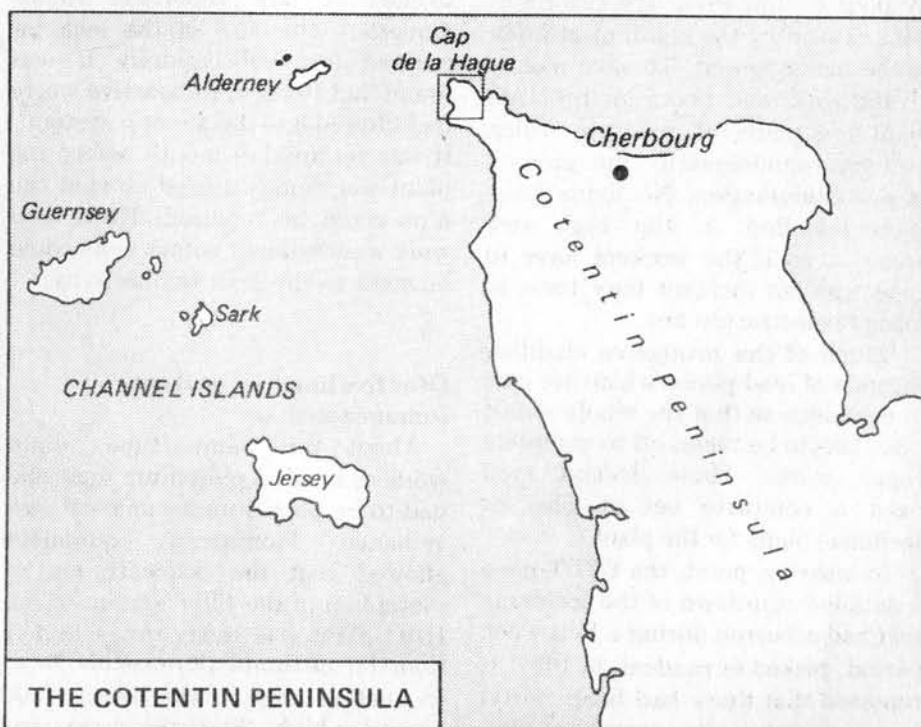 Cap
de la Hague
Alderney
Cherbourg
Guernsey
Sark
CHANNEL ISLANDS
Jersey
Cotentin Peninsula
THE COTENTIN PENINSULA